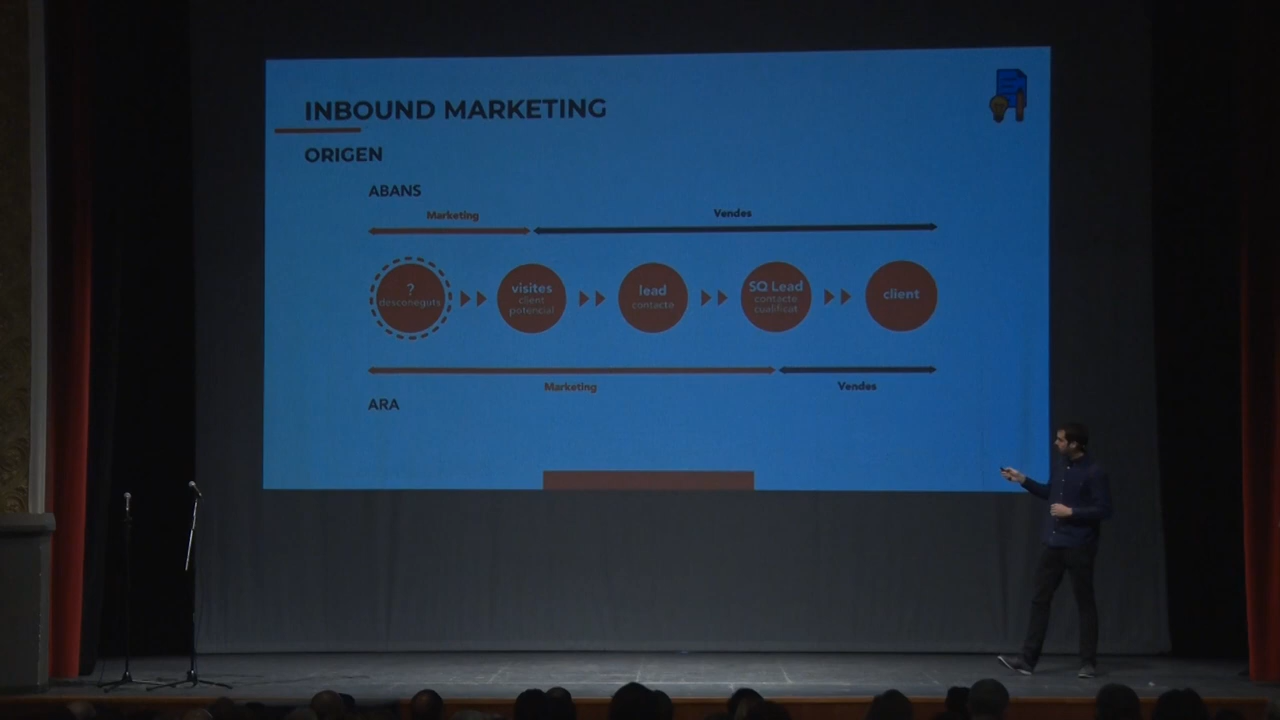 INBOUND MARKETING
ORIGEN
ABANS
Marketing
Vendes
?
desconeguts
visites
client
potencial
lead
contacte
SQ Lead
contacte
cualificat
client
Marketing
Vendes
ARA